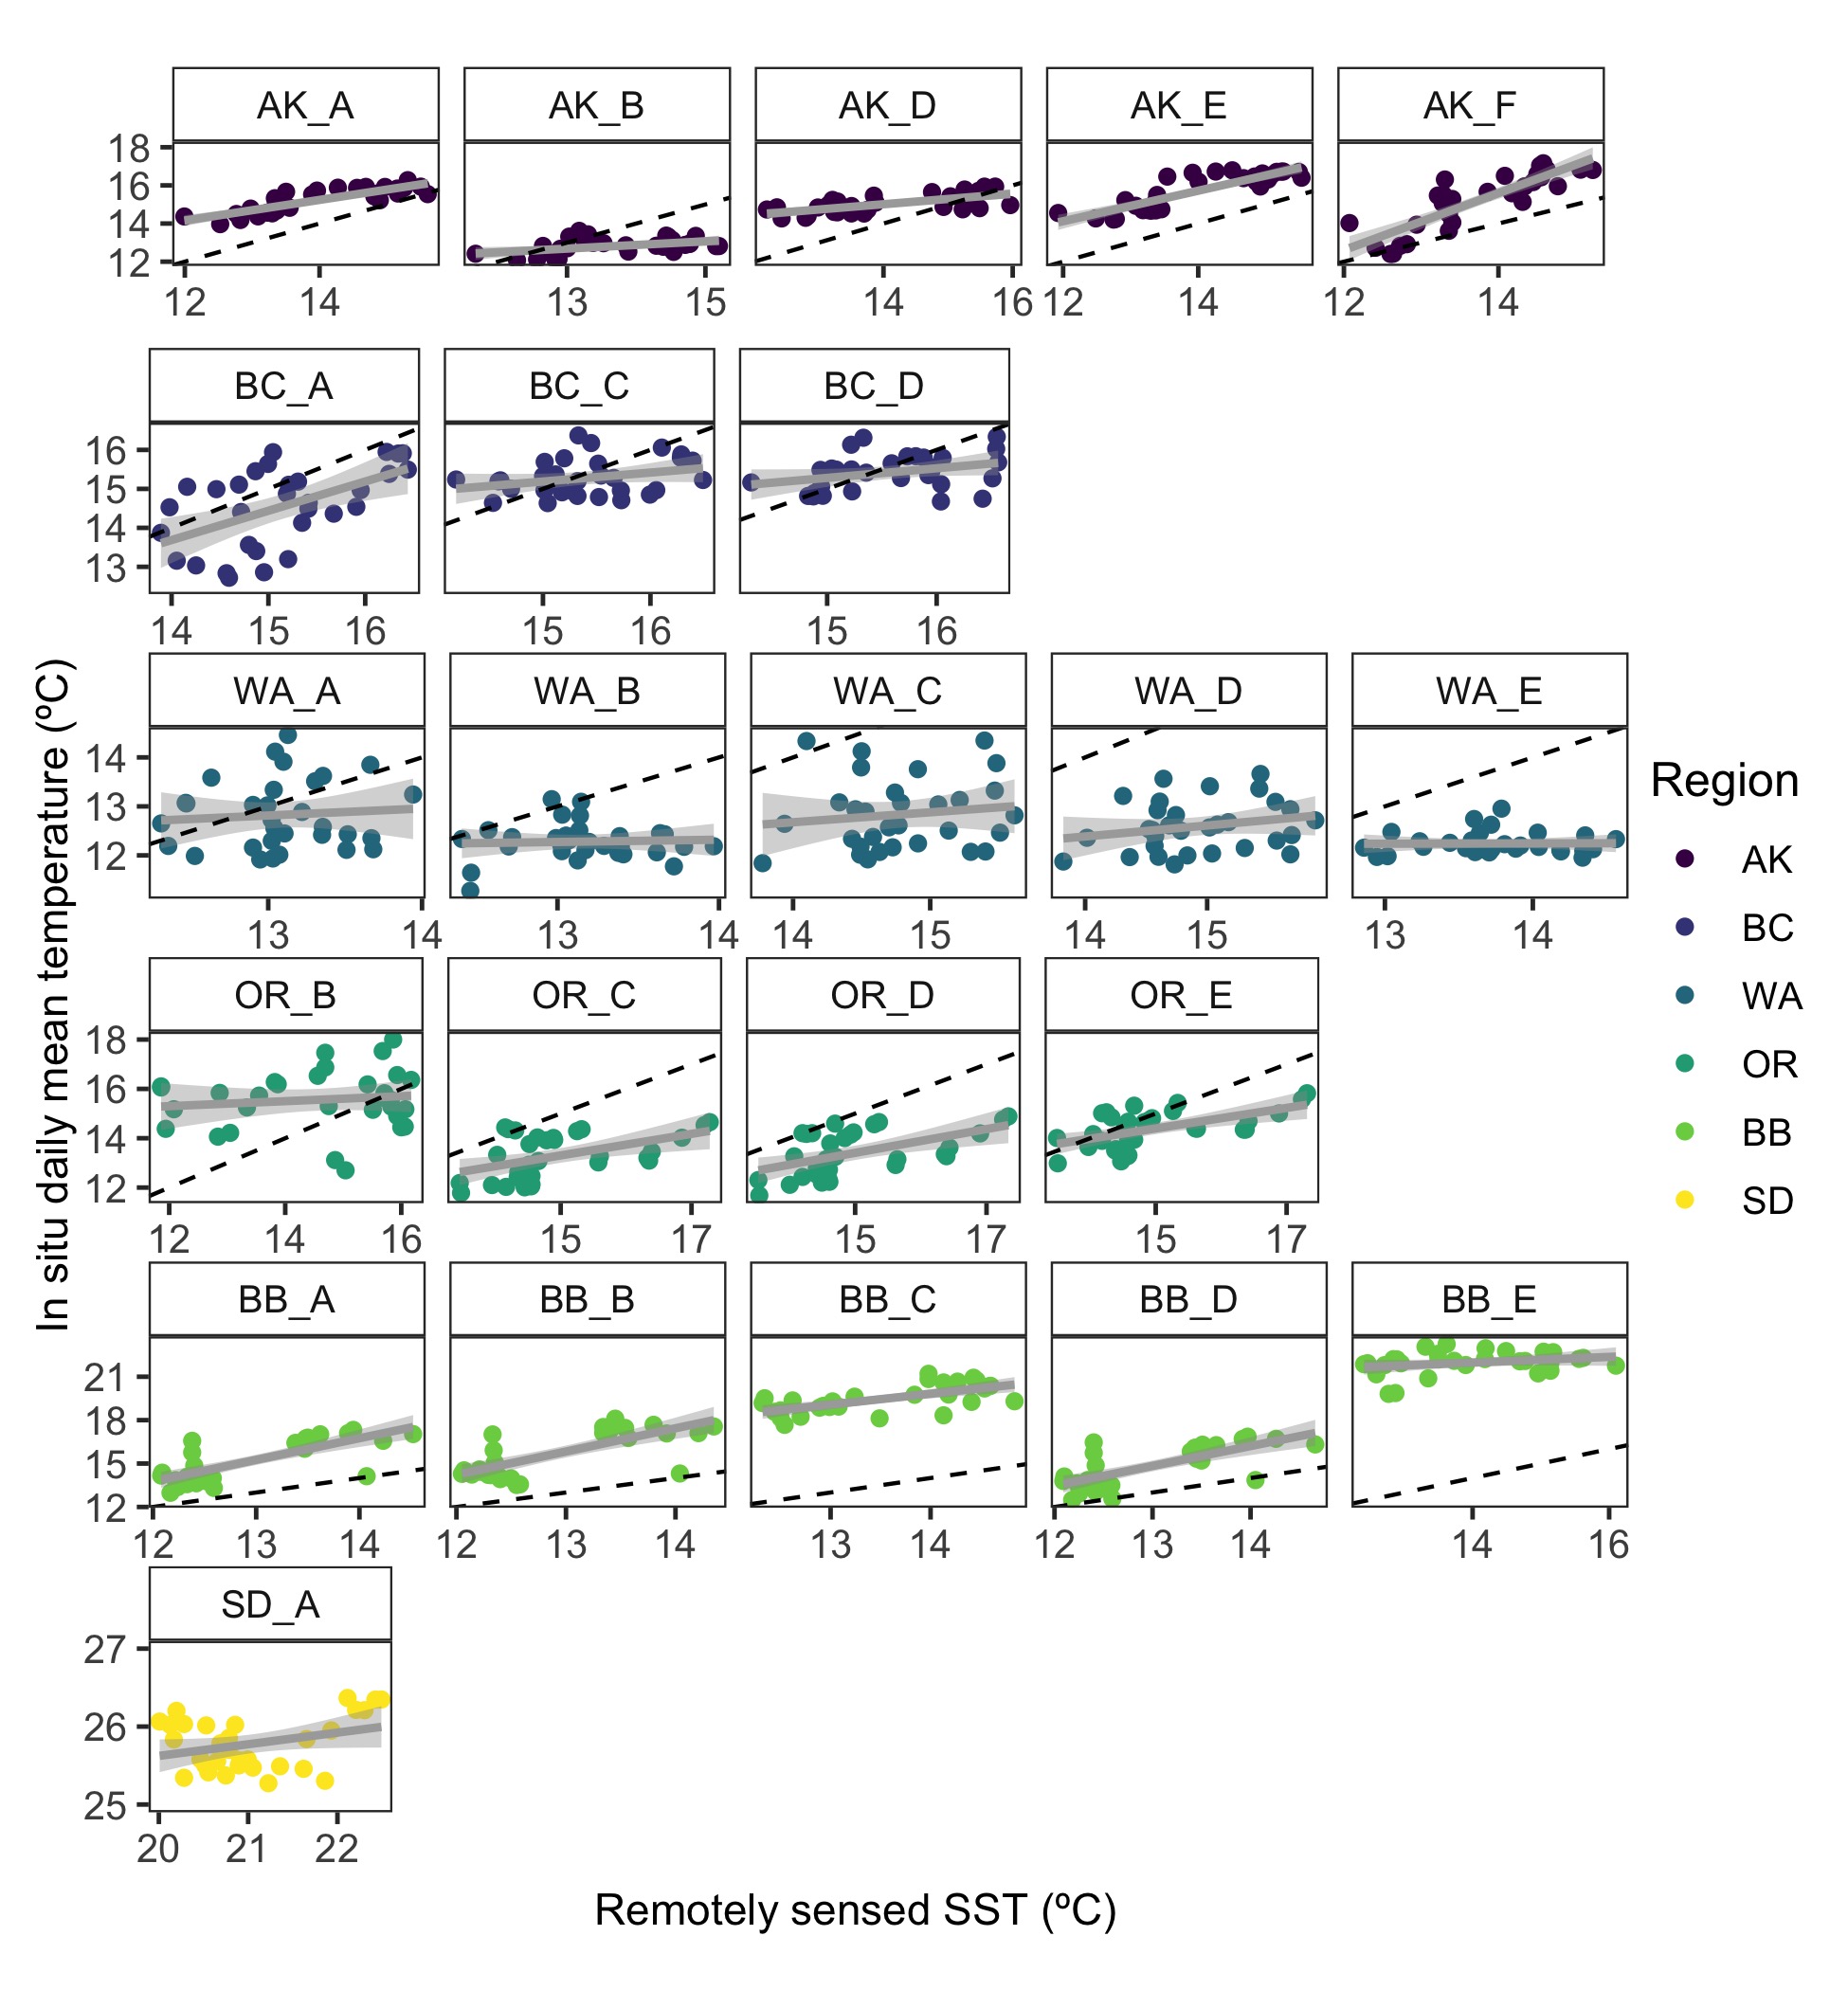 AK_A AK_B AK_D AK_E AK_F
18
16
14
12
12 14 13 15 14 16 12 14 12 14
BC_A BC_C BC_D
16
15
14
13
14 15 16 15 16 15 16
WA_A WA_B WA_C WA_D WA_E
14
13
12
13 14 13 14 14 15 14 15 13 14
OR_B OR_C OR_D OR_E
18
16
14
12
12 14 16 15 17 15 17 15 17
BB_A BB_B BB_C BB_D BB_E
21
18
15
12
12 13 14 12 13 14 13 14 12 13 14 14 16
SD_A
27
26
25
20 21 22
In situ daily mean temperature (ºC)
Remotely sensed SST (ºC)
Region
AK
BC
WA
OR
BB
SD